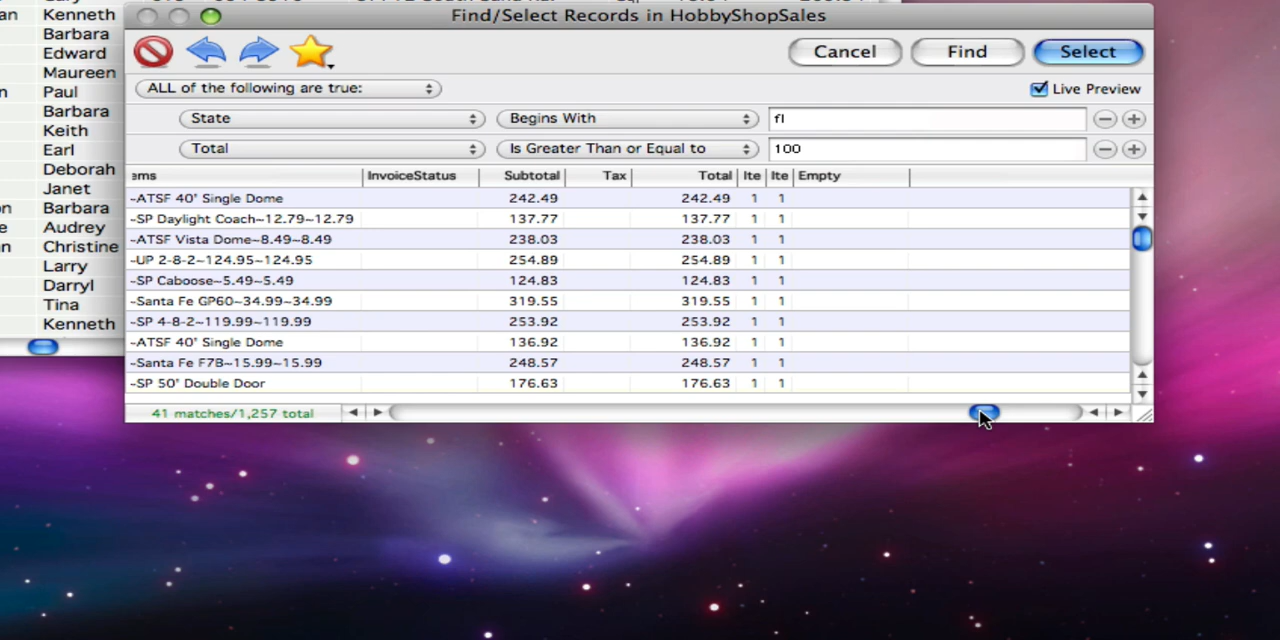 Find/Select Records in HobbyShopSales
Cancel Find Select
ALL of the following are true: Live Preview
State Begins With fl
Total Is Greater Than or Equal to 100
ems InvoiceStatus Subtotal Tax Total Ite Ite Empty
~ATSF 40' Single Dome 242.49 242.49 1 1
~SP Daylight Coach~12.79~12.79 137.77 137.77 1 1
~ATSF Vista Dome~8.49~8.49 238.03 238.03 1 1
~UP 2-8-2~124.95~124.95 254.89 254.89 1 1
~SP Caboose~5.49~5.49 124.83 124.83 1 1
~Santa Fe GP60~34.99~34.99 319.55 319.55 1 1
~SP 4-8-2~119.99~119.99 253.92 253.92 1 1
~ATSF 40' Single Dome 136.92 136.92 1 1
~Santa Fe F7B~15.99~15.99 248.57 248.57 1 1
~SP 50' Double Door 176.63 176.63 1 1
41 matches/1,257 total
an Kenneth
Barbara
Edward
Maureen
n Paul
Barbara
Keith
Earl
Deborah
Janet
on Barbara
e Audrey
an Christine
Larry
Darryl
Tina
Kenneth